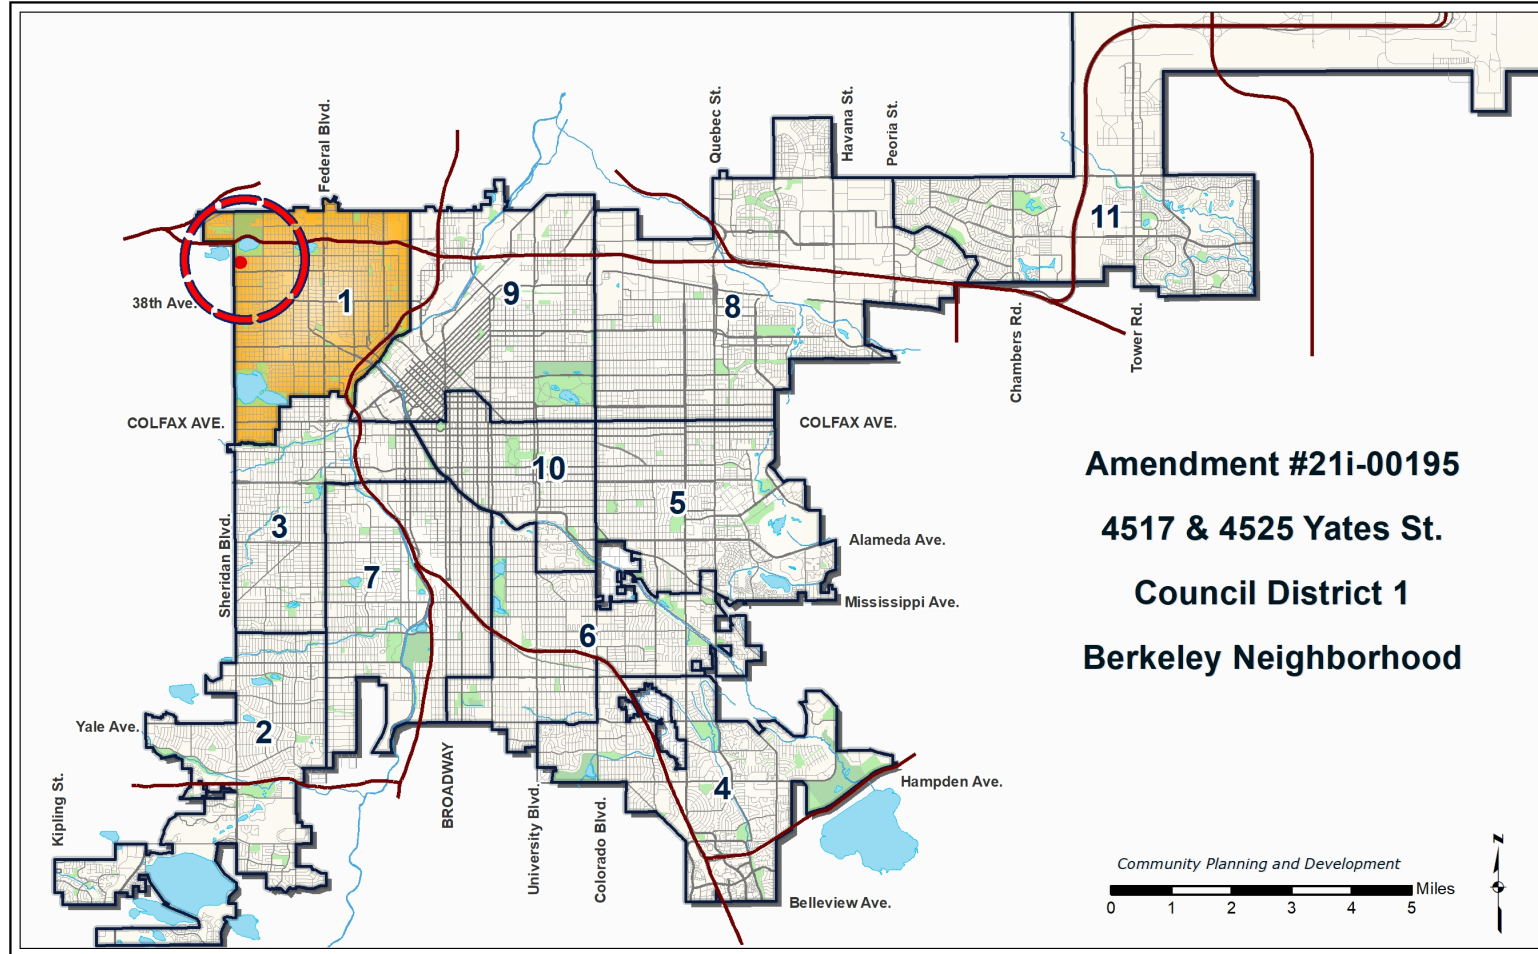 Federal Blvd.
Quebec St.
Havana St.
Peoria St.
38th Ave.
1
9
8
11
COLFAX AVE.
COLFAX AVE.
Chambers Rd.
Tower Rd.
10
5
3
7
Sheridan Blvd.
Alameda Ave.
Mississippi Ave.
6
Amendment #21i-00195
4517 & 4525 Yates St.
Council District 1
Berkeley Neighborhood
Yale Ave.
2
4
Kipling St.
BROADWAY
University Blvd.
Colorado Blvd.
Hampden Ave.
Belleview Ave.
Community Planning and Development
Miles
0 1 2 3 4 5
N